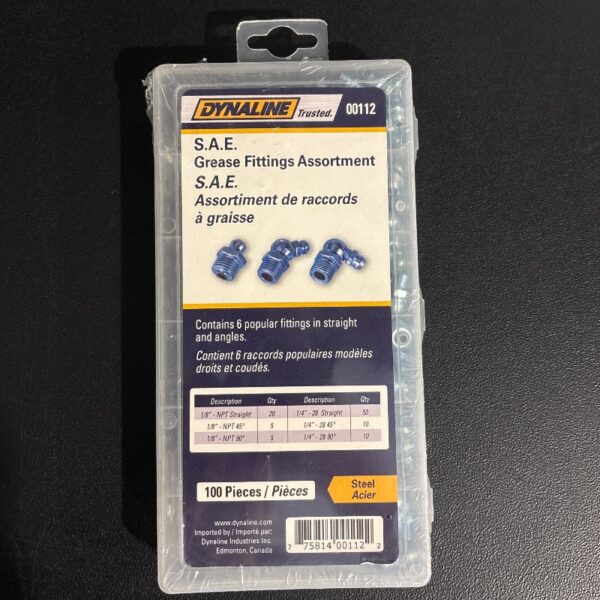 DYNALINE Trusted. 00112
S.A.E.
Grease Fittings Assortment
S.A.E.
Assortiment de raccords
à graisse
Contains 6 popular fittings in straight
and angles.
Contient 6 raccords populaires modèles
droits et coudés.
Description Qty Description Qty
1/8" - NPT Straight 20 1/4" - 28 Straight 50
1/8" - NPT 45° 5 1/4" - 28 45° 10
1/8" - NPT 90° 5 1/4" - 28 90° 10
100 Pieces / Pièces
Steel
Acier
www.dynaline.com
Imported by / Importé par:
Dynaline Industries Inc.
Edmonton, Canada
7 75814 00112 2